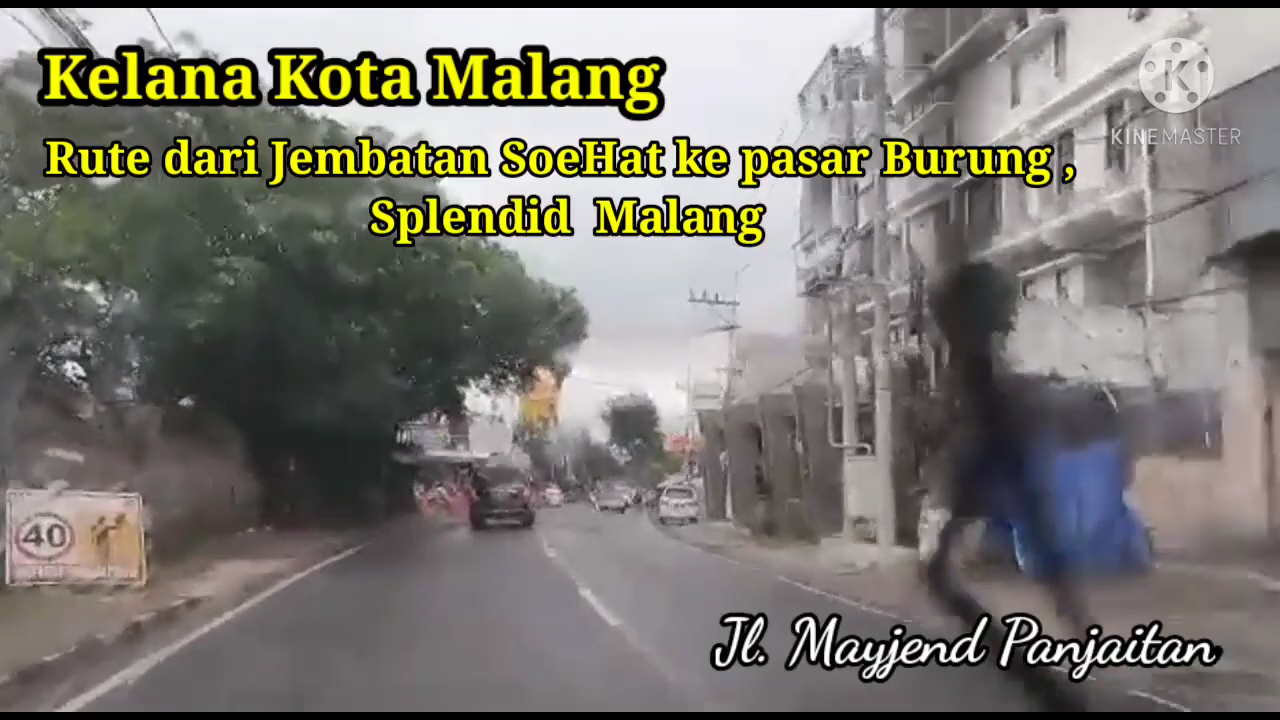 Kelana Kota Malang
KINEMASTER
Rute dari Jembatan SoeHat ke pasar Burung ,
Splendid Malang
40
Jl. Mayjend Panjaitan